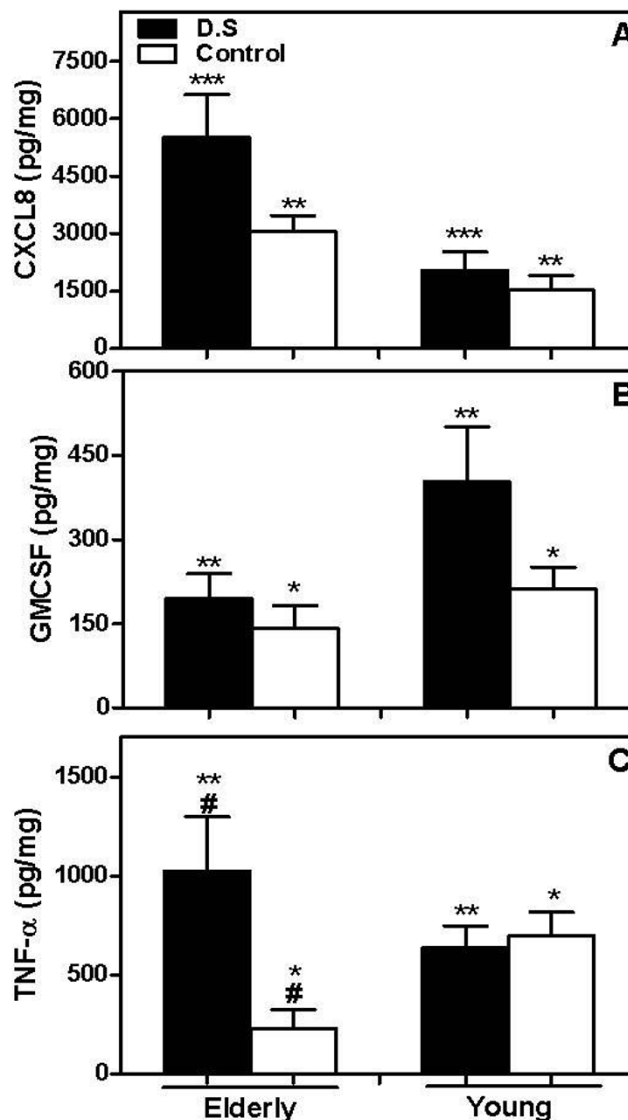 D.S
Control
A
CXCL8 (pg/mg)
7500
6000
4500
3000
1500
0
***
**
***
**
B
GMCSF (pg/mg)
600
450
300
150
0
**
*
**
*
C
TNF-α (pg/mg)
1500
1000
500
0
**
#
*
#
**
*
Elderly
Young